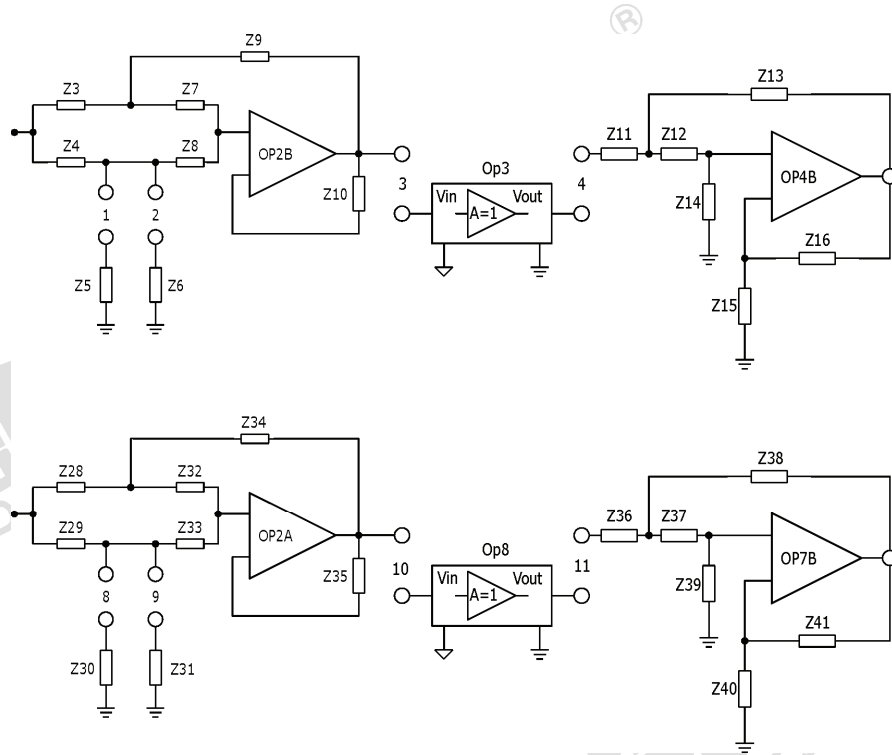 ®
Z9
Z3 Z7
Z4 Z8
OP2B
Z10
1 2
3
Z5 Z6
Op3
Vin Vout
A=1
4
Z13
Z11 Z12
OP4B
Z14
Z16
Z15
Z34
Z28 Z32
Z29 Z33
OP2A
Z35
8 9
10
Z30 Z31
Op8
Vin Vout
A=1
11
Z38
Z36 Z37
OP7B
Z39
Z41
Z40